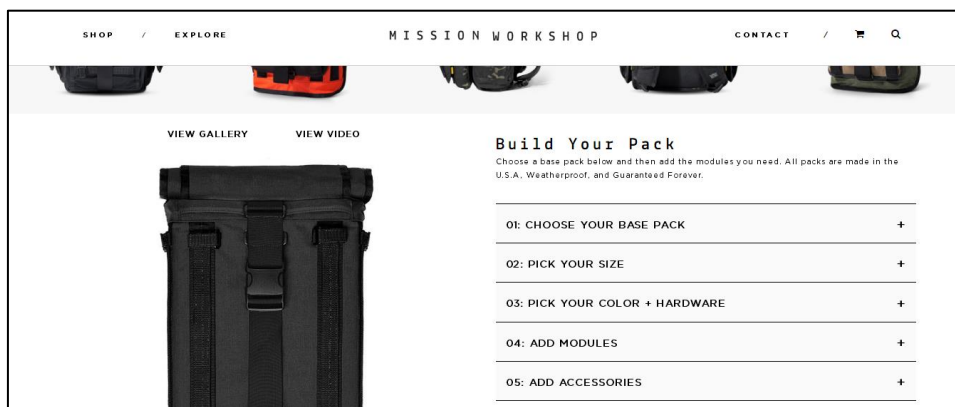 SHOP / EXPLORE MISSION WORKSHOP CONTACT /
VIEW GALLERY VIEW VIDEO
Build Your Pack
Choose a base pack below and then add the modules you need. All packs are made in the
U.S.A, Weatherproof, and Guaranteed Forever.
01: CHOOSE YOUR BASE PACK +
02: PICK YOUR SIZE +
03: PICK YOUR COLOR + HARDWARE +
04: ADD MODULES +
05: ADD ACCESSORIES +